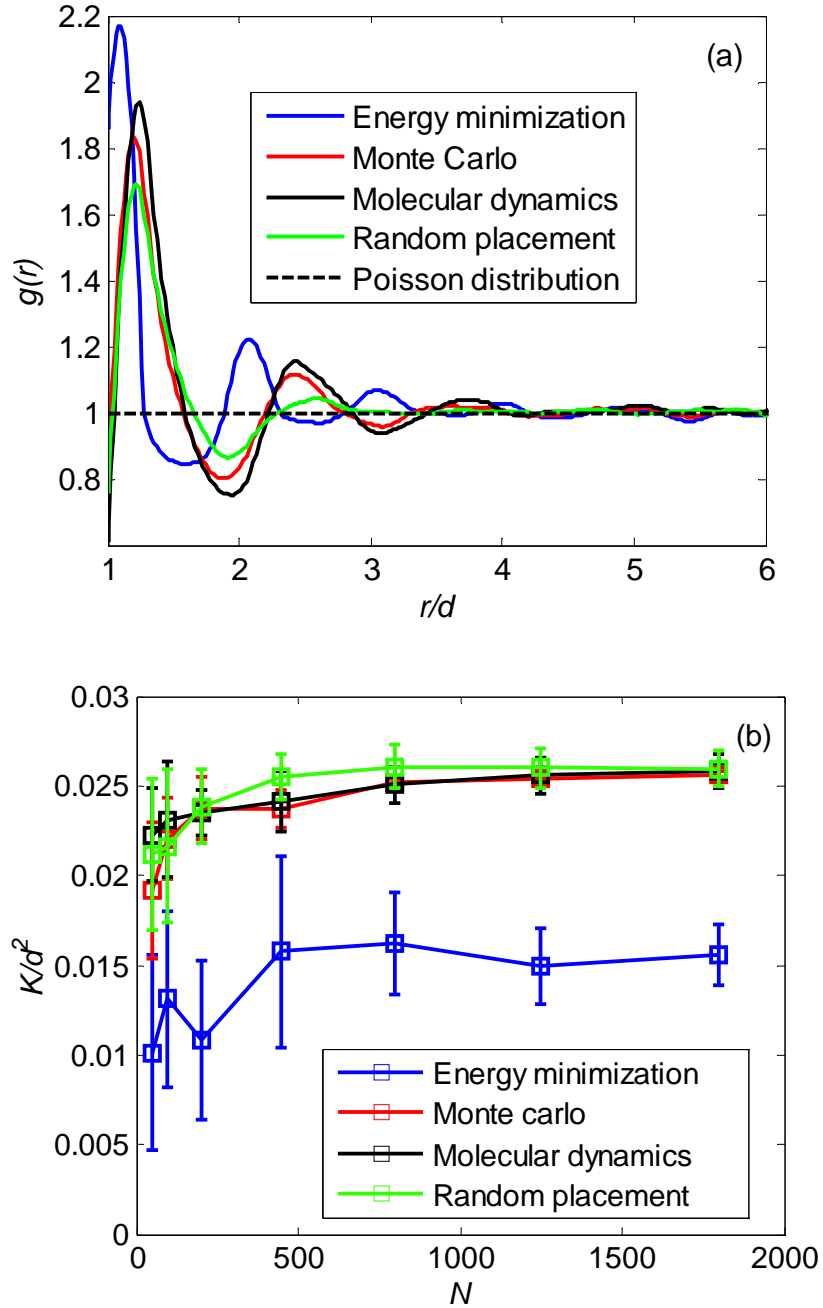 2.2
(a)
2
1.8
1.6
1.4
1.2
1
0.8
g(r)
Energy minimization
Monte Carlo
Molecular dynamics
Random placement
Poisson distribution
1 2 3 4 5 6
r/d
0.03
(b)
0.025
0.02
0.015
0.01
0.005
0
K/d²
Energy minimization
Monte carlo
Molecular dynamics
Random placement
0 500 1000 1500 2000
N